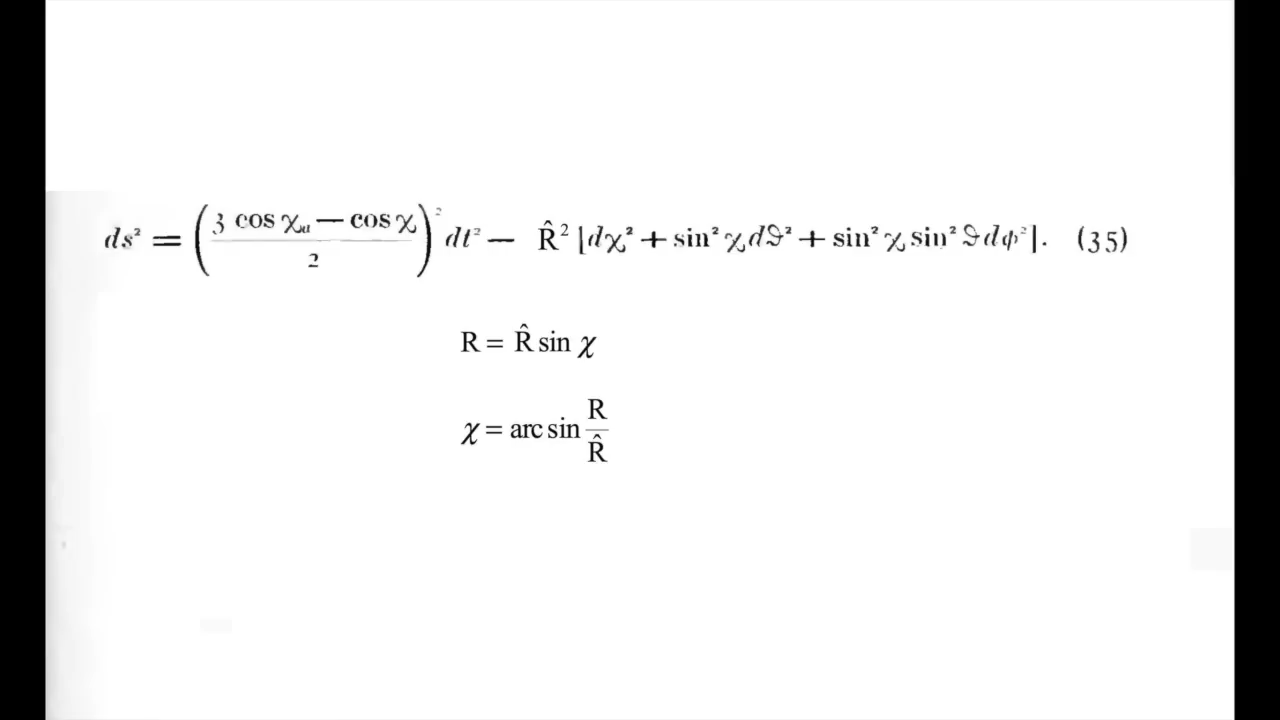 ds² = (3 cos χₐ — cos χ / 2)² dt² — R̂² [dχ² + sin² χ dϑ² + sin² χ sin² ϑ dφ²]. (35)
R = R̂ sin χ
χ = arc sin R / R̂